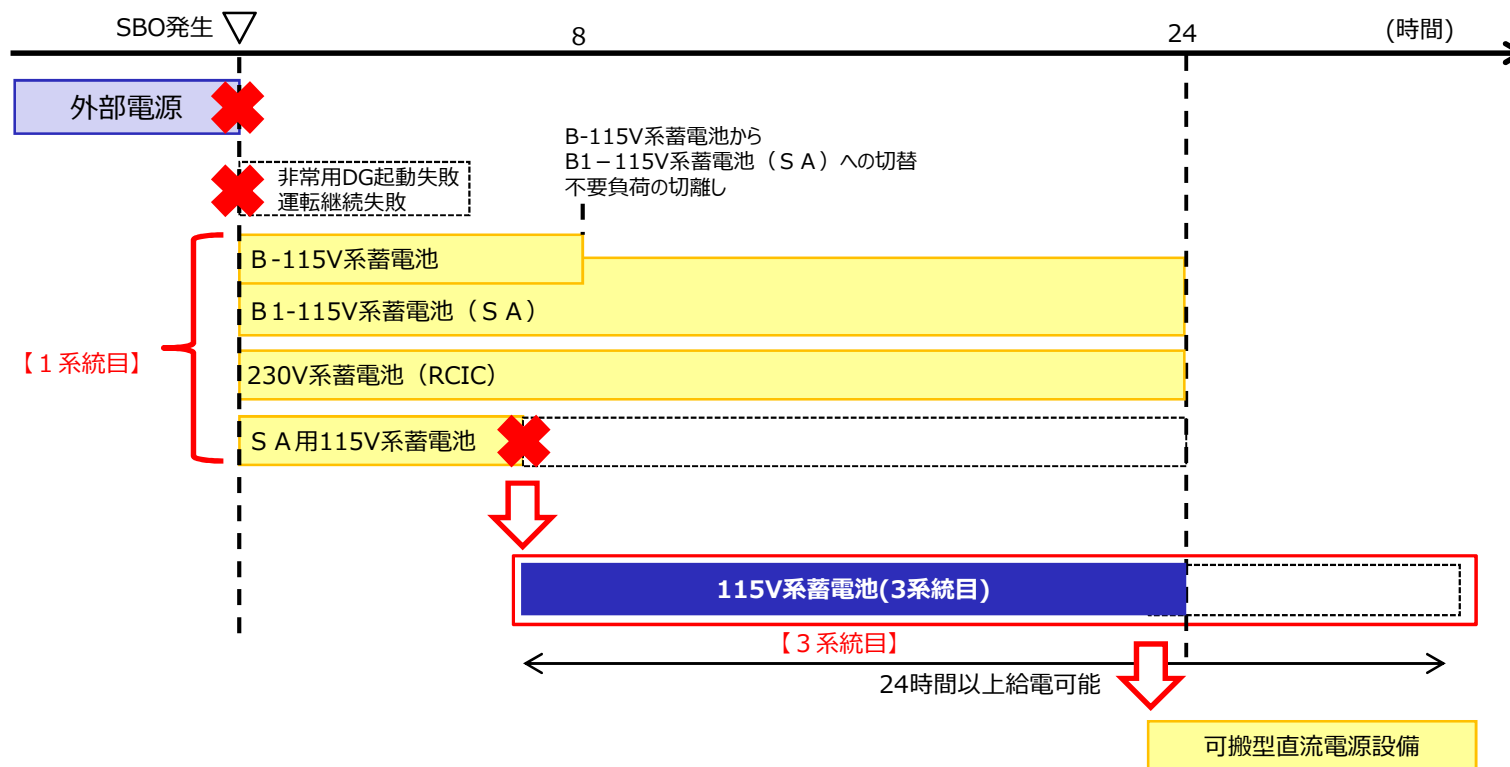 SBO発生
8
24
(時間)
外部電源
非常用DG起動失敗
運転継続失敗
B-115V系蓄電池から
B1－115V系蓄電池（ＳＡ）への切替
不要負荷の切離し
B-115V系蓄電池
B1-115V系蓄電池（ＳＡ）
【１系統目】
230V系蓄電池（RCIC）
ＳＡ用115V系蓄電池
115V系蓄電池(3系統目)
【３系統目】
24時間以上給電可能
可搬型直流電源設備